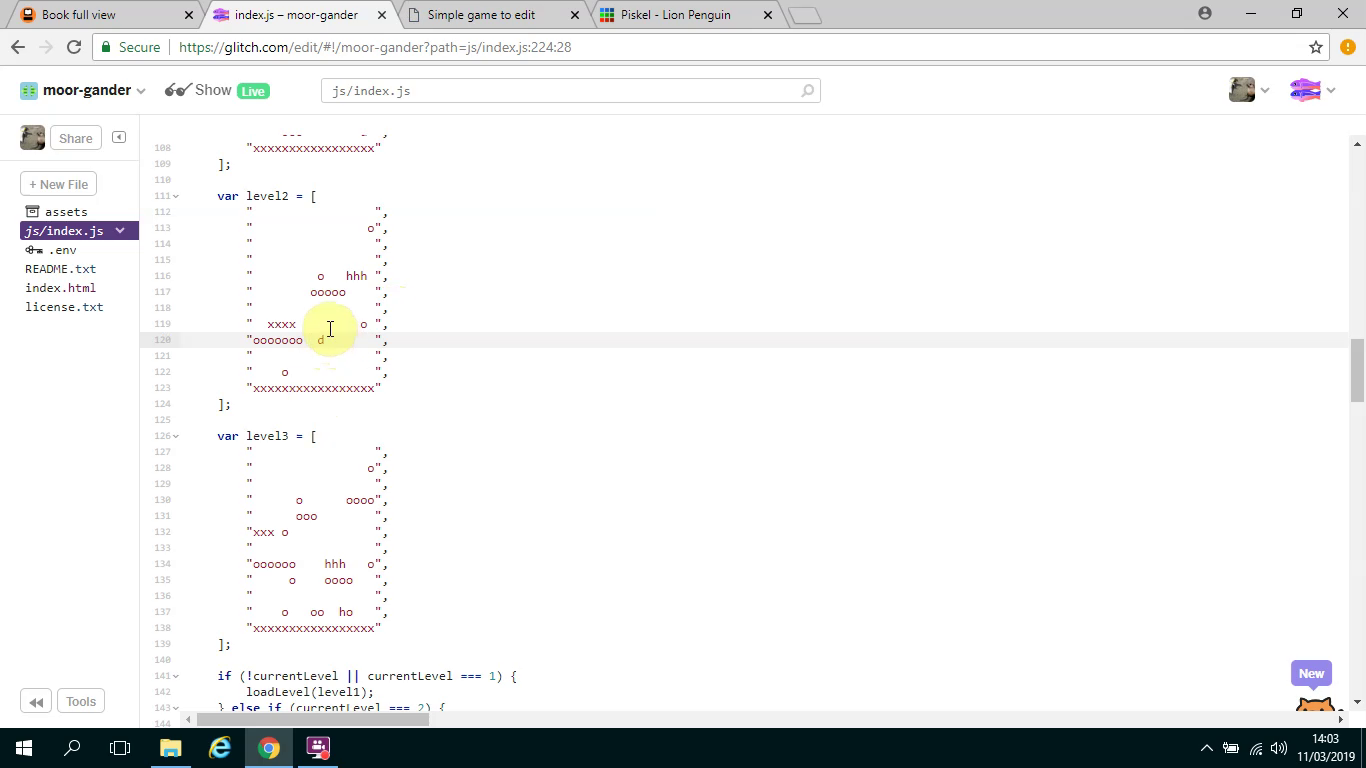 Book full view
index.js – moor-gander
Simple game to edit
Piskel - Lion Penguin
Secure
https://glitch.com/edit/#!/moor-gander?path=js/index.js:224:28
moor-gander
Show
Live
js/index.js
Share
+ New File
assets
js/index.js
.env
README.txt
index.html
license.txt
Tools
108 "xxxxxxxxxxxxxxxxx"
109 ];
110
111 var level2 = [
112 "                 ",
113 "                o",
114 "                 ",
115 "                 ",
116 "         o   hhh ",
117 "        ooooo    ",
118 "                 ",
119 "  xxxx         o ",
120 "ooooooo  d       ",
121 "                 ",
122 "    o            ",
123 "xxxxxxxxxxxxxxxxx"
124 ];
125
126 var level3 = [
127 "                 ",
128 "                o",
129 "                 ",
130 "      o      oooo",
131 "      ooo        ",
132 "xxx o            ",
133 "                 ",
134 "oooooo    hhh   o",
135 "     o    oooo   ",
136 "                 ",
137 "    o   oo  ho   ",
138 "xxxxxxxxxxxxxxxxx"
139 ];
140
141 if (!currentLevel || currentLevel === 1) {
142 loadLevel(level1);
143 } else if (currentLevel === 2) {
144
New
14:03
11/03/2019